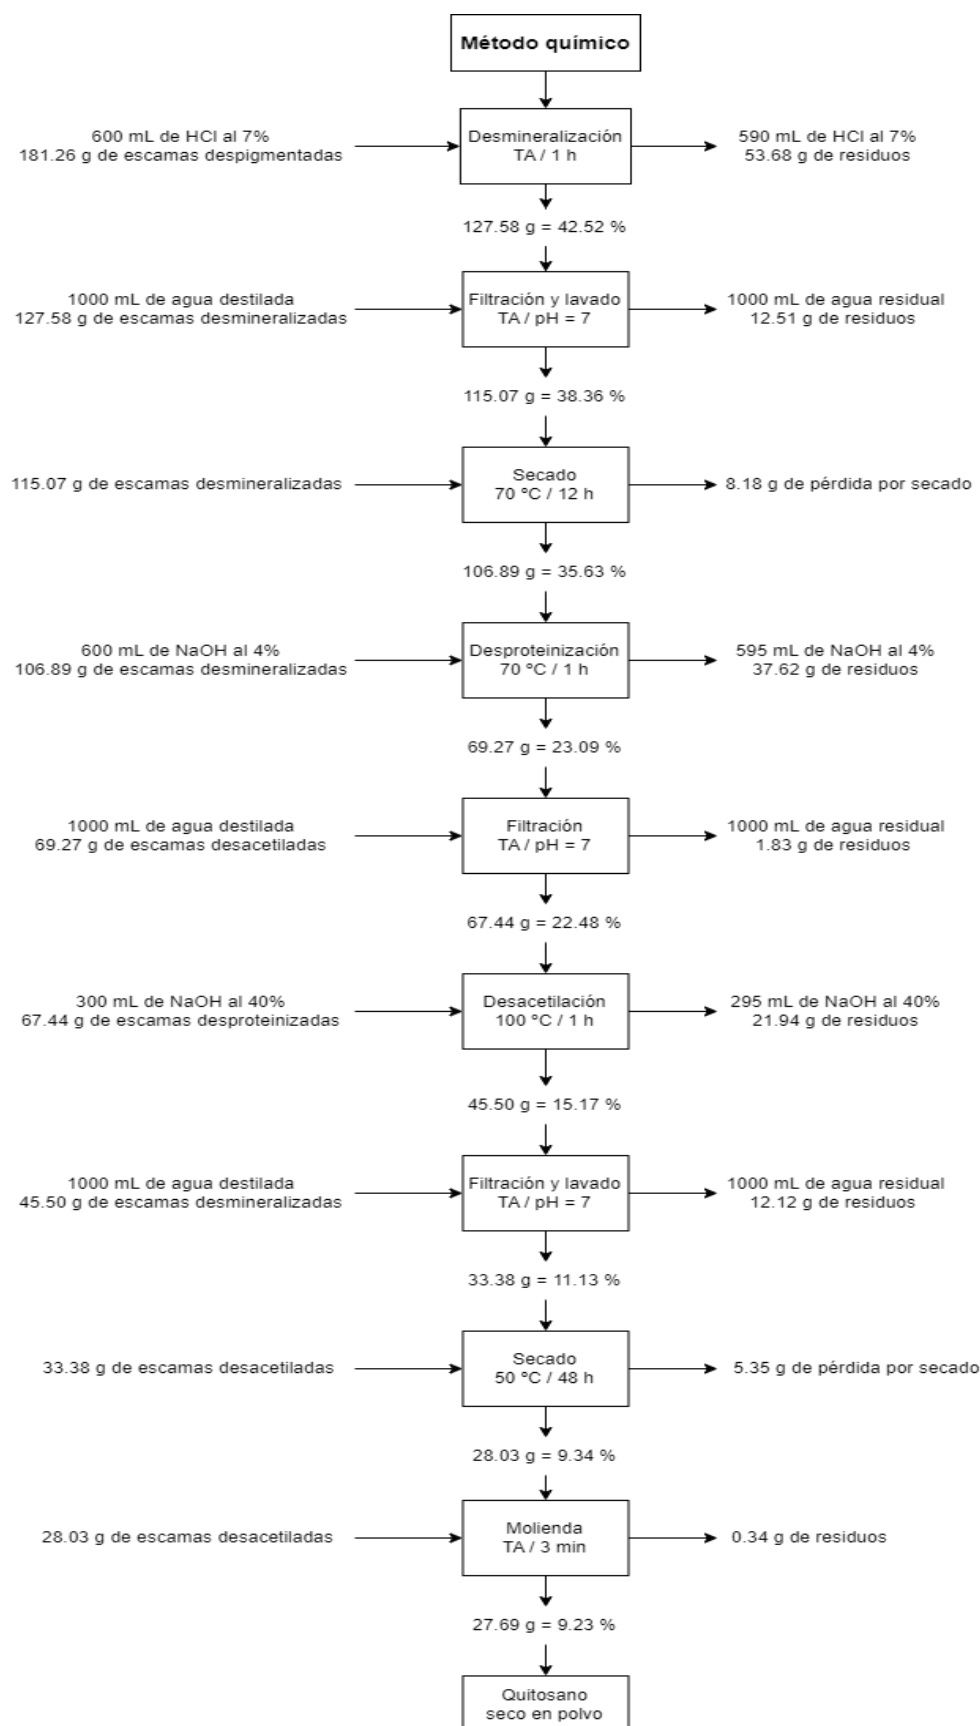 Método químico
600 mL de HCl al 7%
181.26 g de escamas despigmentadas
Desmineralización
TA / 1 h
590 mL de HCl al 7%
53.68 g de residuos
127.58 g = 42.52 %
1000 mL de agua destilada
127.58 g de escamas desmineralizadas
Filtración y lavado
TA / pH = 7
1000 mL de agua residual
12.51 g de residuos
115.07 g = 38.36 %
115.07 g de escamas desmineralizadas
Secado
70 °C / 12 h
8.18 g de pérdida por secado
106.89 g = 35.63 %
600 mL de NaOH al 4%
106.89 g de escamas desmineralizadas
Desproteinización
70 °C / 1 h
595 mL de NaOH al 4%
37.62 g de residuos
69.27 g = 23.09 %
1000 mL de agua destilada
69.27 g de escamas desacetiladas
Filtración
TA / pH = 7
1000 mL de agua residual
1.83 g de residuos
67.44 g = 22.48 %
300 mL de NaOH al 40%
67.44 g de escamas desproteinizadas
Desacetilación
100 °C / 1 h
295 mL de NaOH al 40%
21.94 g de residuos
45.50 g = 15.17 %
1000 mL de agua destilada
45.50 g de escamas desmineralizadas
Filtración y lavado
TA / pH = 7
1000 mL de agua residual
12.12 g de residuos
33.38 g = 11.13 %
33.38 g de escamas desacetiladas
Secado
50 °C / 48 h
5.35 g de pérdida por secado
28.03 g = 9.34 %
28.03 g de escamas desacetiladas
Molienda
TA / 3 min
0.34 g de residuos
27.69 g = 9.23 %
Quitosano
seco en polvo